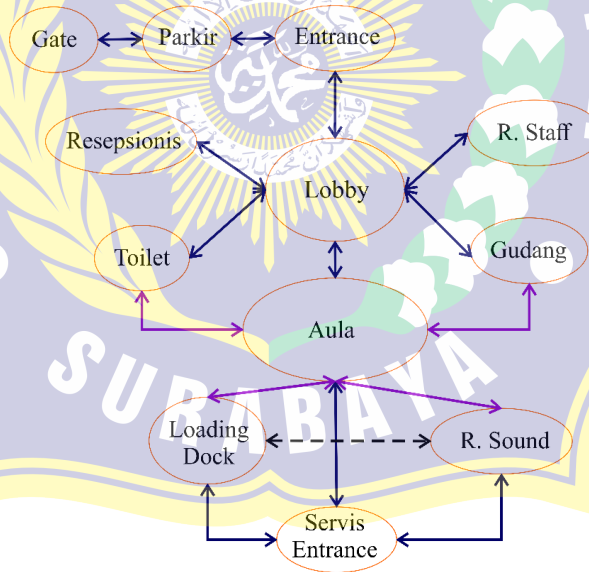 Gate
Parkir
Entrance
Resepsionis
Lobby
R. Staff
Toilet
Gudang
Aula
SURABAYA
Loading
Dock
R. Sound
Servis
Entrance